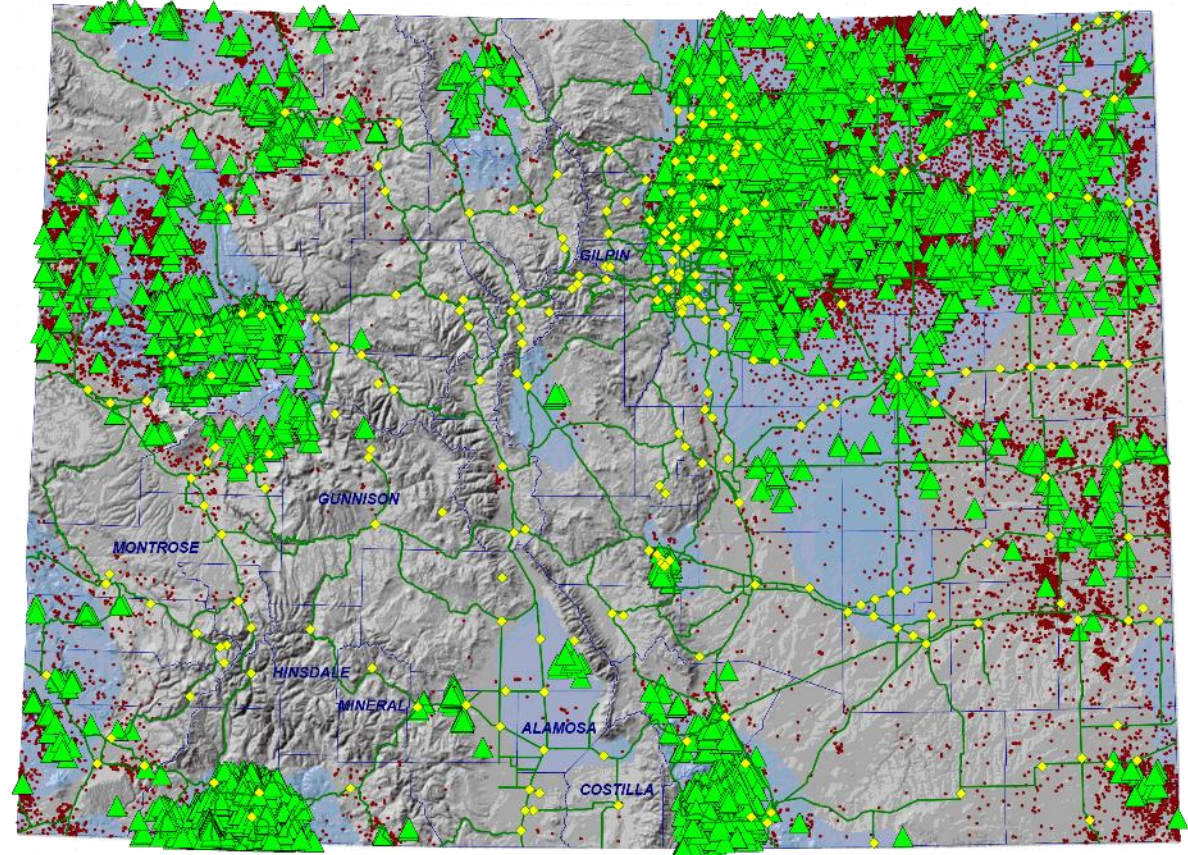 GILPIN
GUNNISON
MONTROSE
HINSDALE
MINERAL
ALAMOSA
COSTILLA